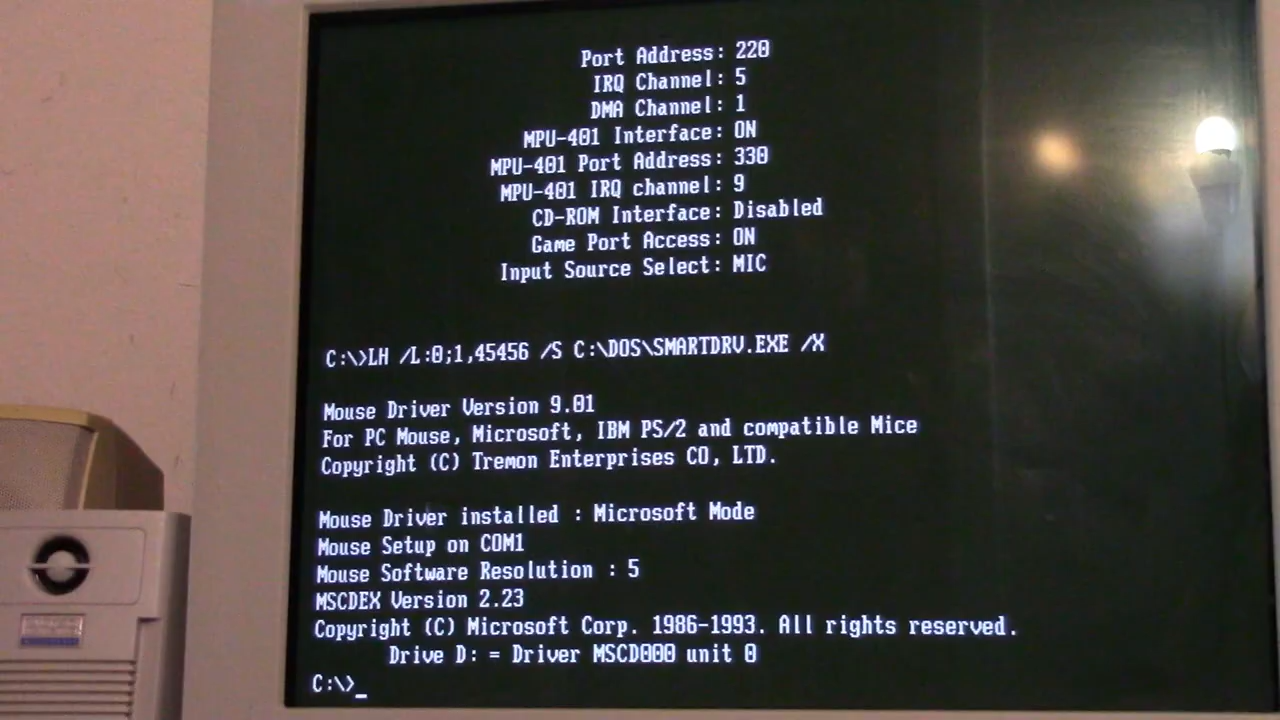 Port Address: 220
IRQ Channel: 5
DMA Channel: 1
MPU-401 Interface: ON
MPU-401 Port Address: 330
MPU-401 IRQ channel: 9
CD-ROM Interface: Disabled
Game Port Access: ON
Input Source Select: MIC
C:\>LH /L:0;1,45456 /S C:\DOS\SMARTDRV.EXE /X
Mouse Driver Version 9.01
For PC Mouse, Microsoft, IBM PS/2 and compatible Mice
Copyright (C) Tremon Enterprises CO, LTD.
Mouse Driver installed : Microsoft Mode
Mouse Setup on COM1
Mouse Software Resolution : 5
MSCDEX Version 2.23
Copyright (C) Microsoft Corp. 1986-1993. All rights reserved.
Drive D: = Driver MSCD000 unit 0
C:\>_